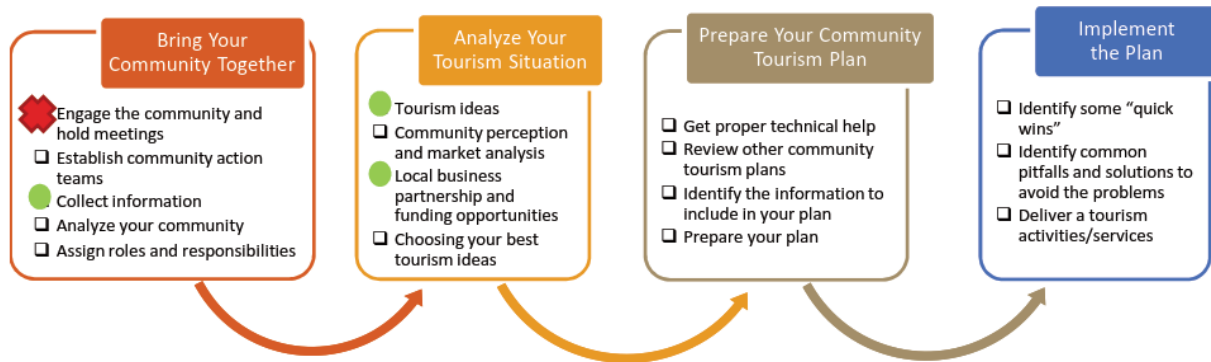 Bring Your
Community Together
Engage the community and
hold meetings
Establish community action
teams
Collect information
Analyze your community
Assign roles and responsibilities
Analyze Your
Tourism Situation
Tourism ideas
Community perception
and market analysis
Local business
partnership and
funding opportunities
Choosing your best
tourism ideas
Prepare Your Community
Tourism Plan
Get proper technical help
Review other community
tourism plans
Identify the information to
include in your plan
Prepare your plan
Implement
the Plan
Identify some “quick
wins”
Identify common
pitfalls and solutions to
avoid the problems
Deliver a tourism
activities/services